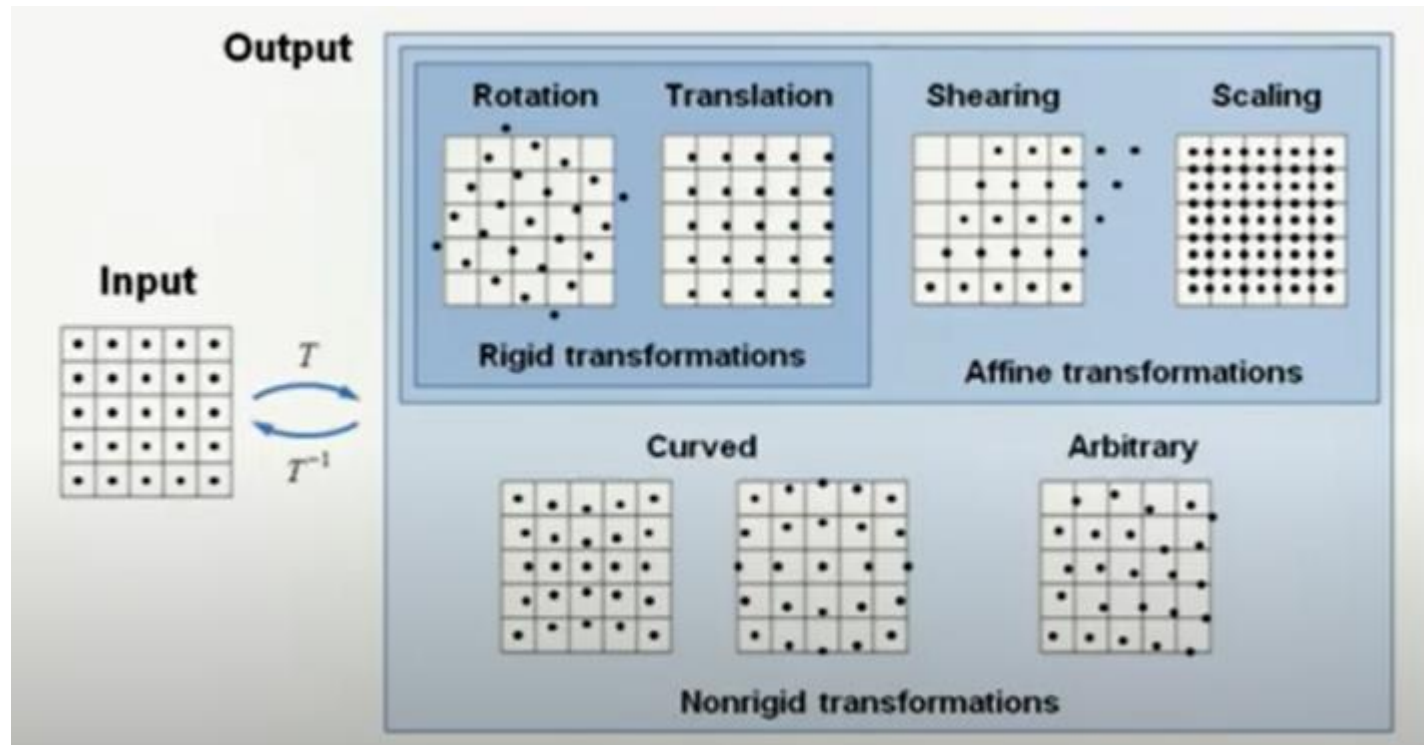 Output
Rotation Translation Shearing Scaling
Rigid transformations
Affine transformations
Input
T
T⁻¹
Curved Arbitrary
Nonrigid transformations